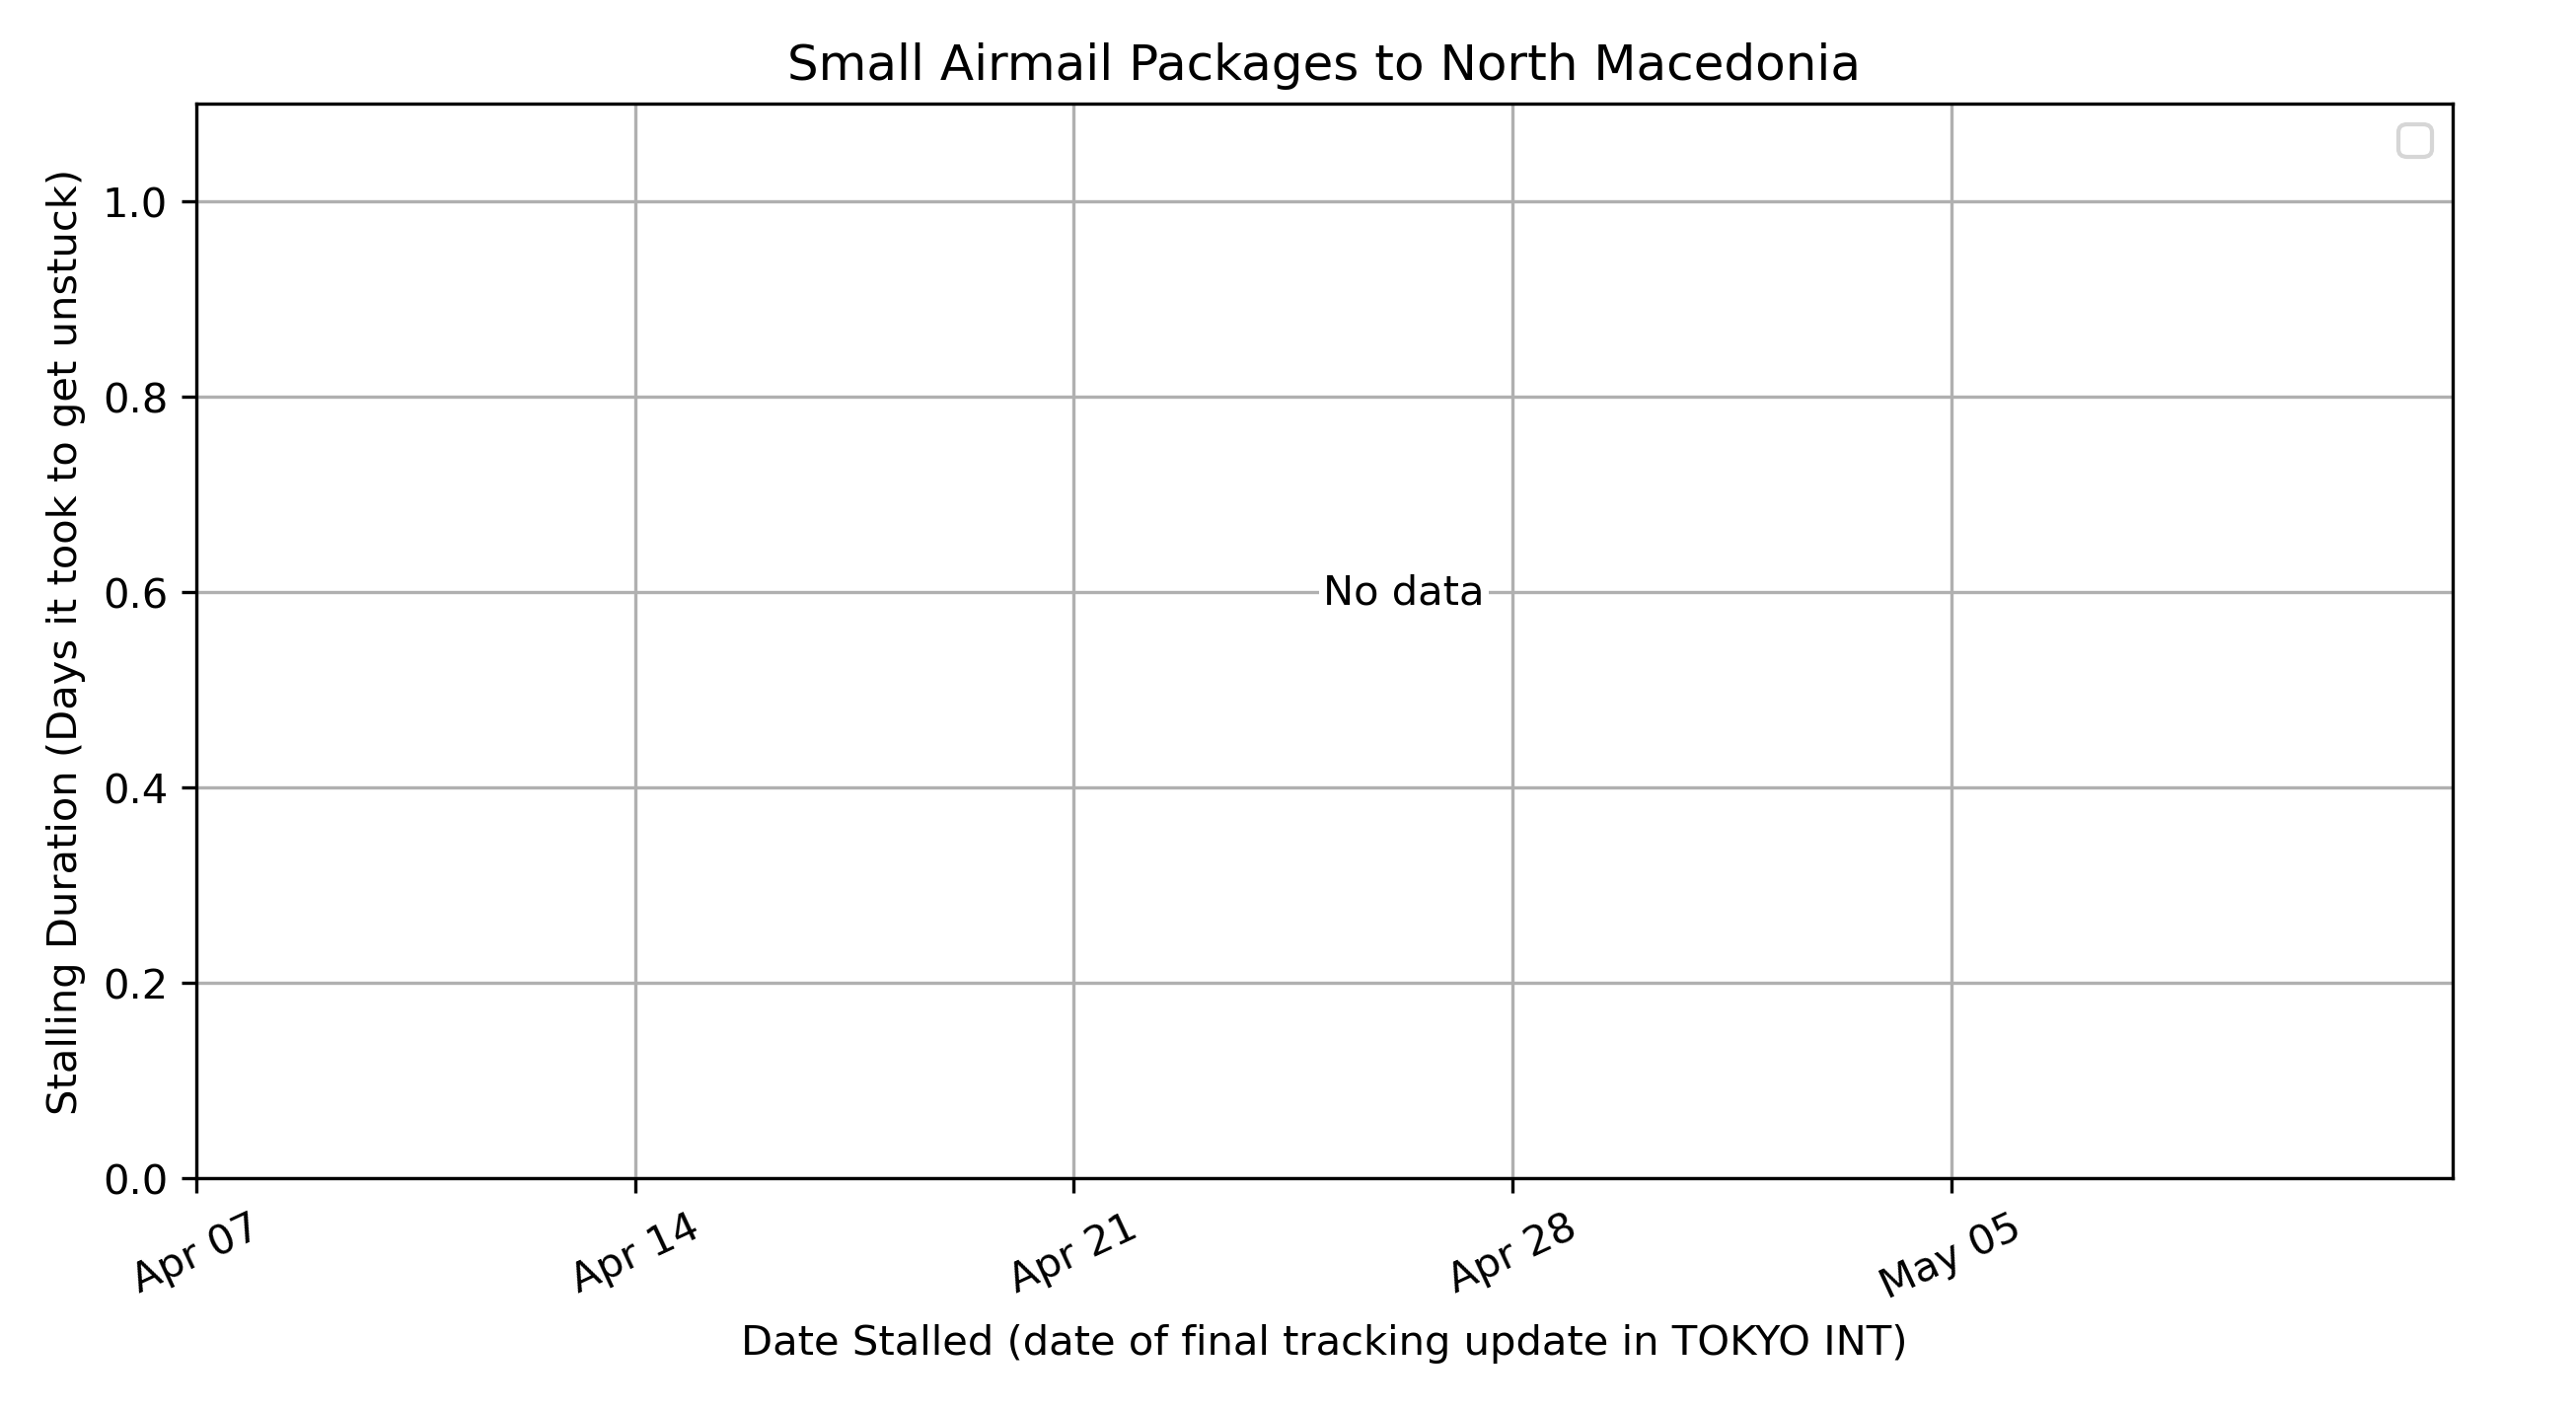 Small Airmail Packages to North Macedonia
Stalling Duration (Days it took to get unstuck)
1.0
0.8
0.6
0.4
0.2
0.0
No data
Apr 07
Apr 14
Apr 21
Apr 28
May 05
Date Stalled (date of final tracking update in TOKYO INT)